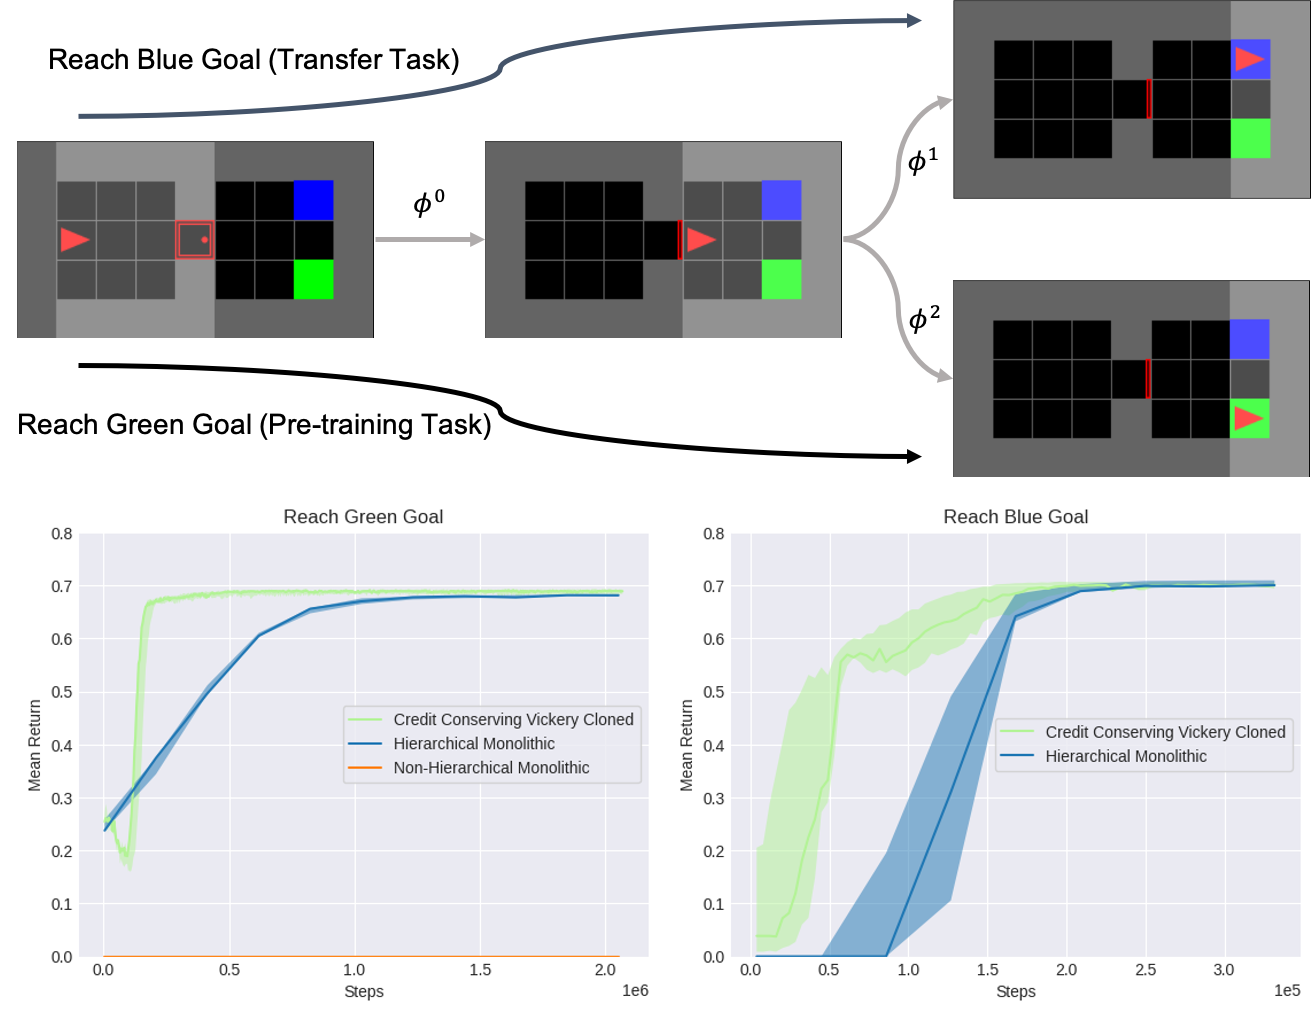 Reach Blue Goal (Transfer Task)
ϕ⁰
ϕ¹
ϕ²
Reach Green Goal (Pre-training Task)
Reach Green Goal
0.8
0.7
0.6
0.5
0.4
0.3
0.2
0.1
0.0
Mean Return
Credit Conserving Vickery Cloned
Hierarchical Monolithic
Non-Hierarchical Monolithic
0.0 0.5 1.0 1.5 2.0
Steps
1e6
Reach Blue Goal
0.8
0.7
0.6
0.5
0.4
0.3
0.2
0.1
0.0
Mean Return
Credit Conserving Vickery Cloned
Hierarchical Monolithic
0.0 0.5 1.0 1.5 2.0 2.5 3.0
Steps
1e5